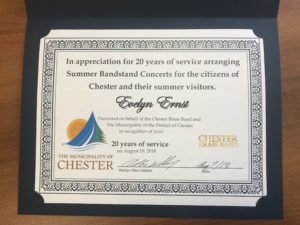 In appreciation for 20 years of service arranging
Summer Bandstand Concerts for the citizens of
Chester and their summer visitors.
Evelyn Ernst
Presented on behalf of the Chester Brass Band and
The Municipality of the District of Chester
in recognition of your
20 years of service
on August 19, 2018
THE MUNICIPALITY OF
CHESTER
CHESTER
BRASS BAND
Warden Allen Webber